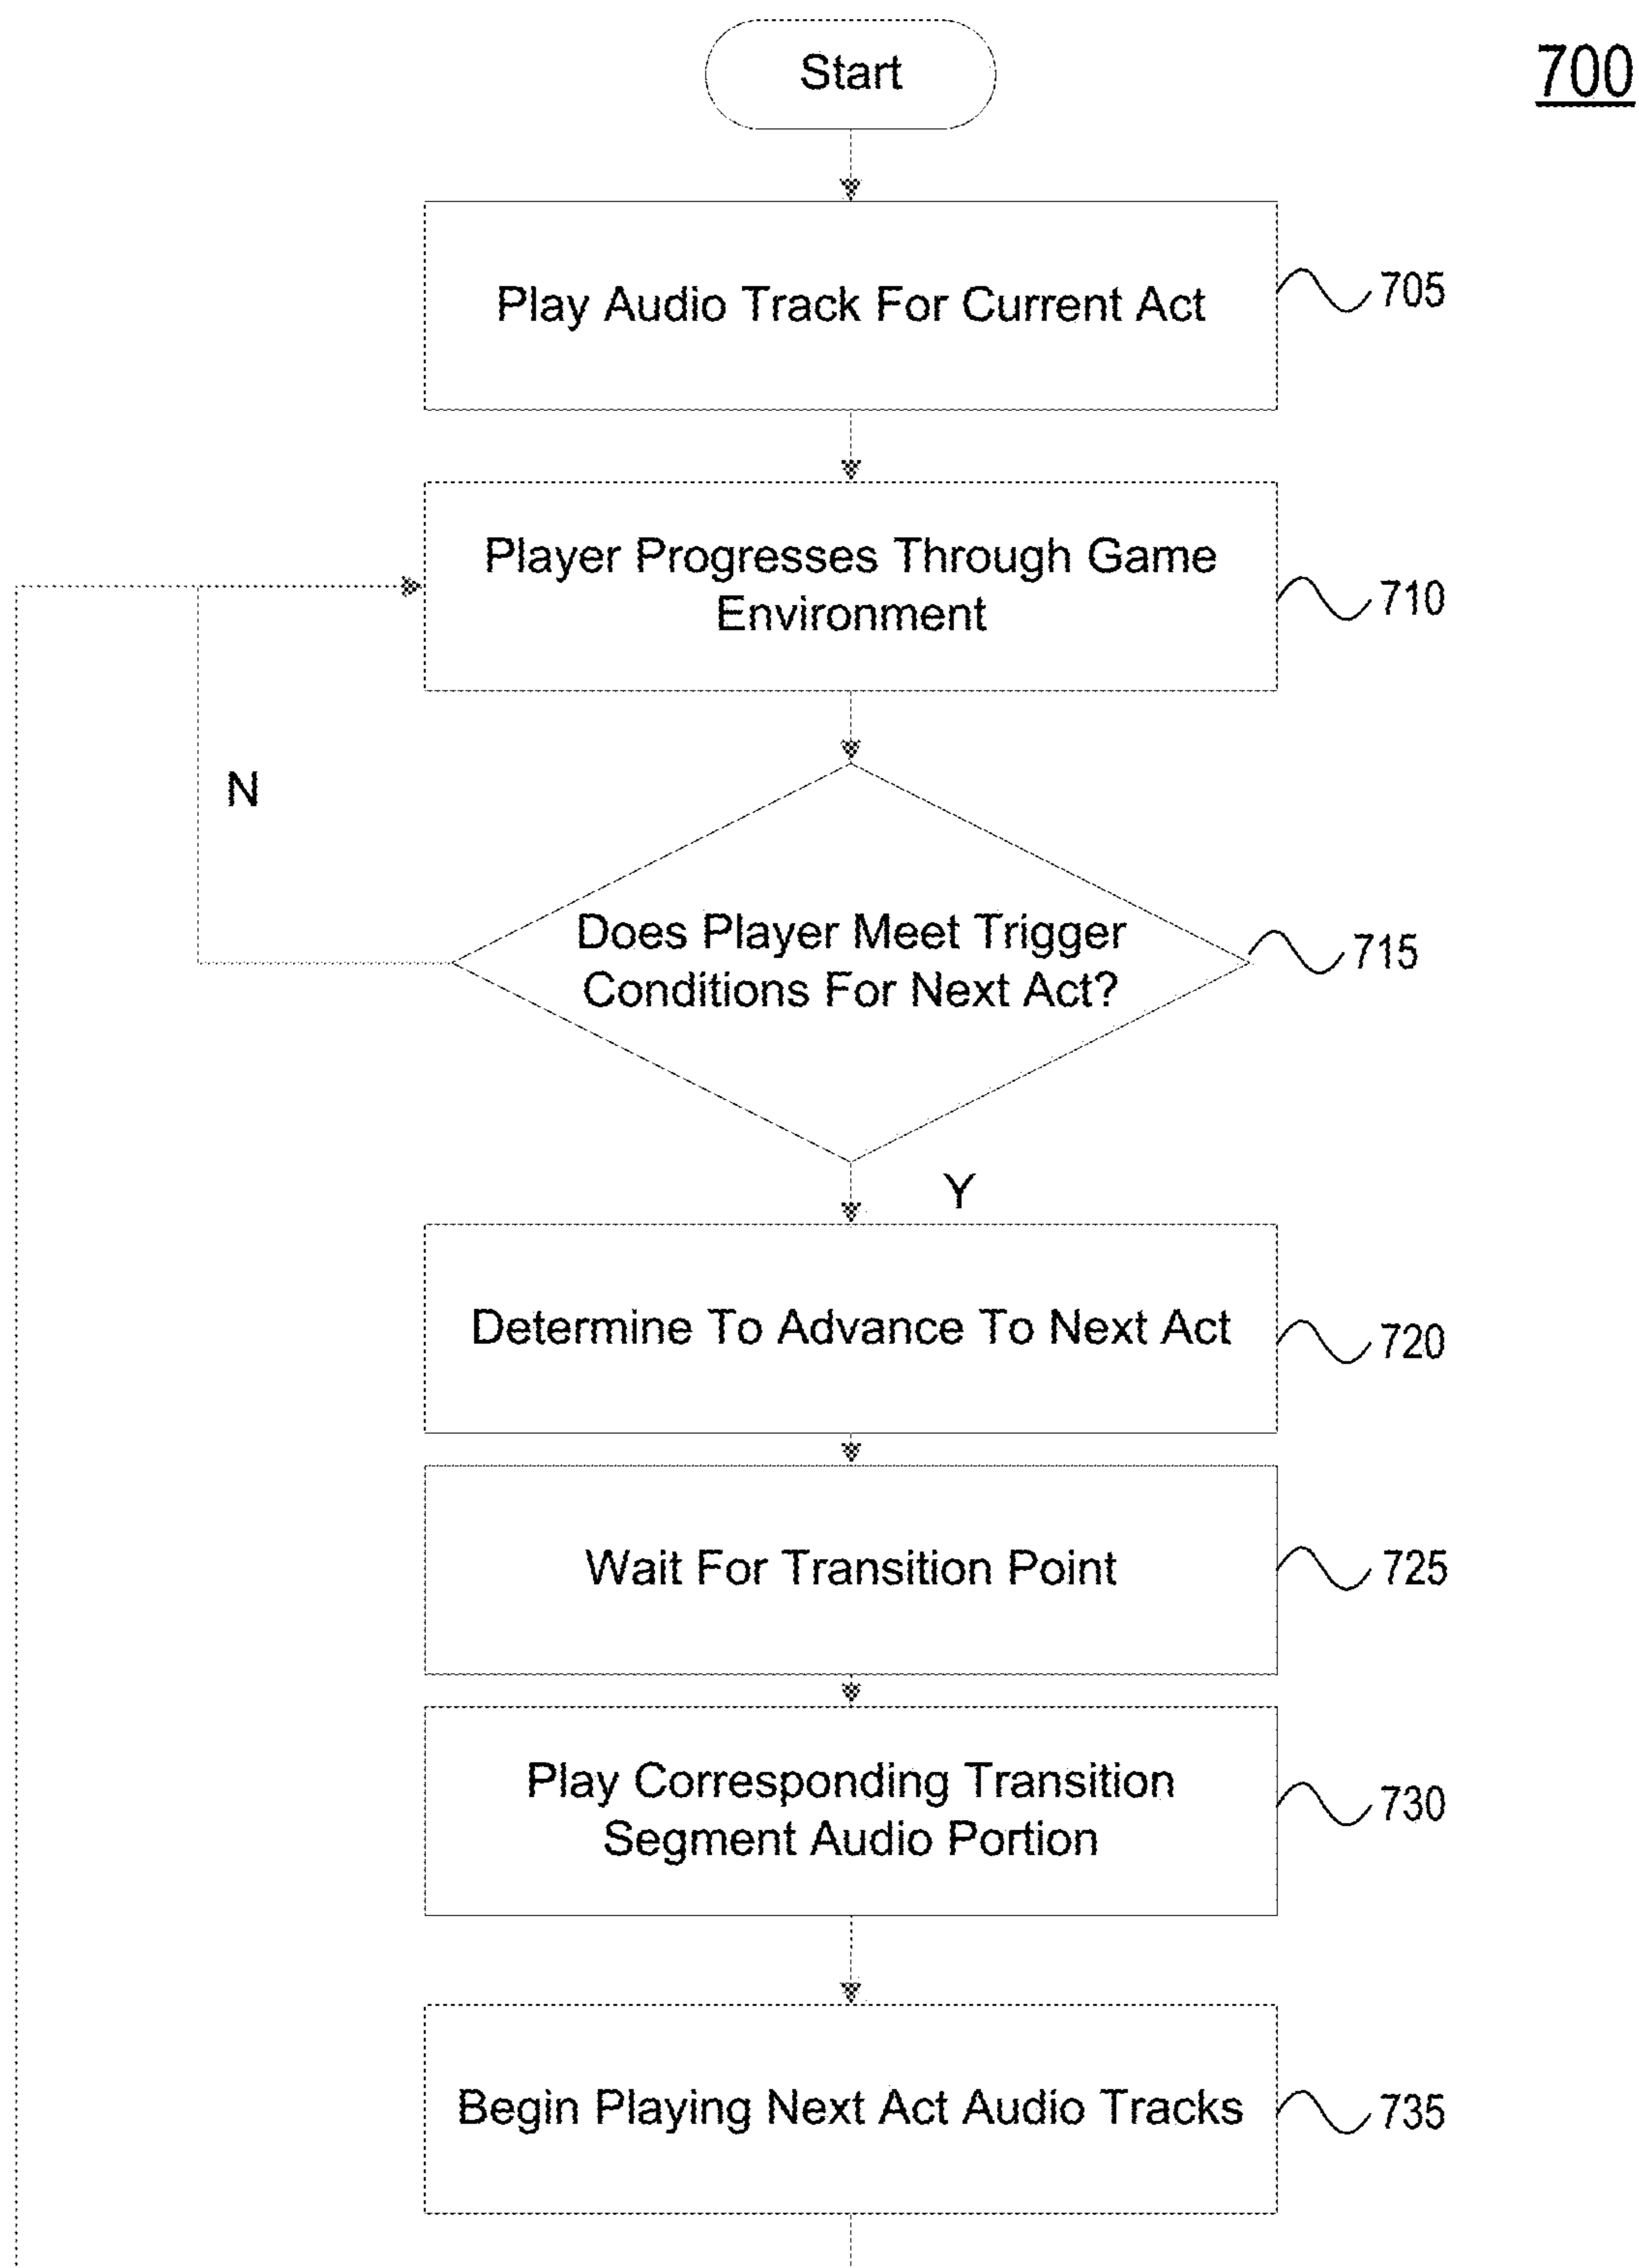 Start
700
Play Audio Track For Current Act
705
Player Progresses Through Game
Environment
710
N
Does Player Meet Trigger
Conditions For Next Act?
715
Y
Determine To Advance To Next Act
720
Wait For Transition Point
725
Play Corresponding Transition
Segment Audio Portion
730
Begin Playing Next Act Audio Tracks
735